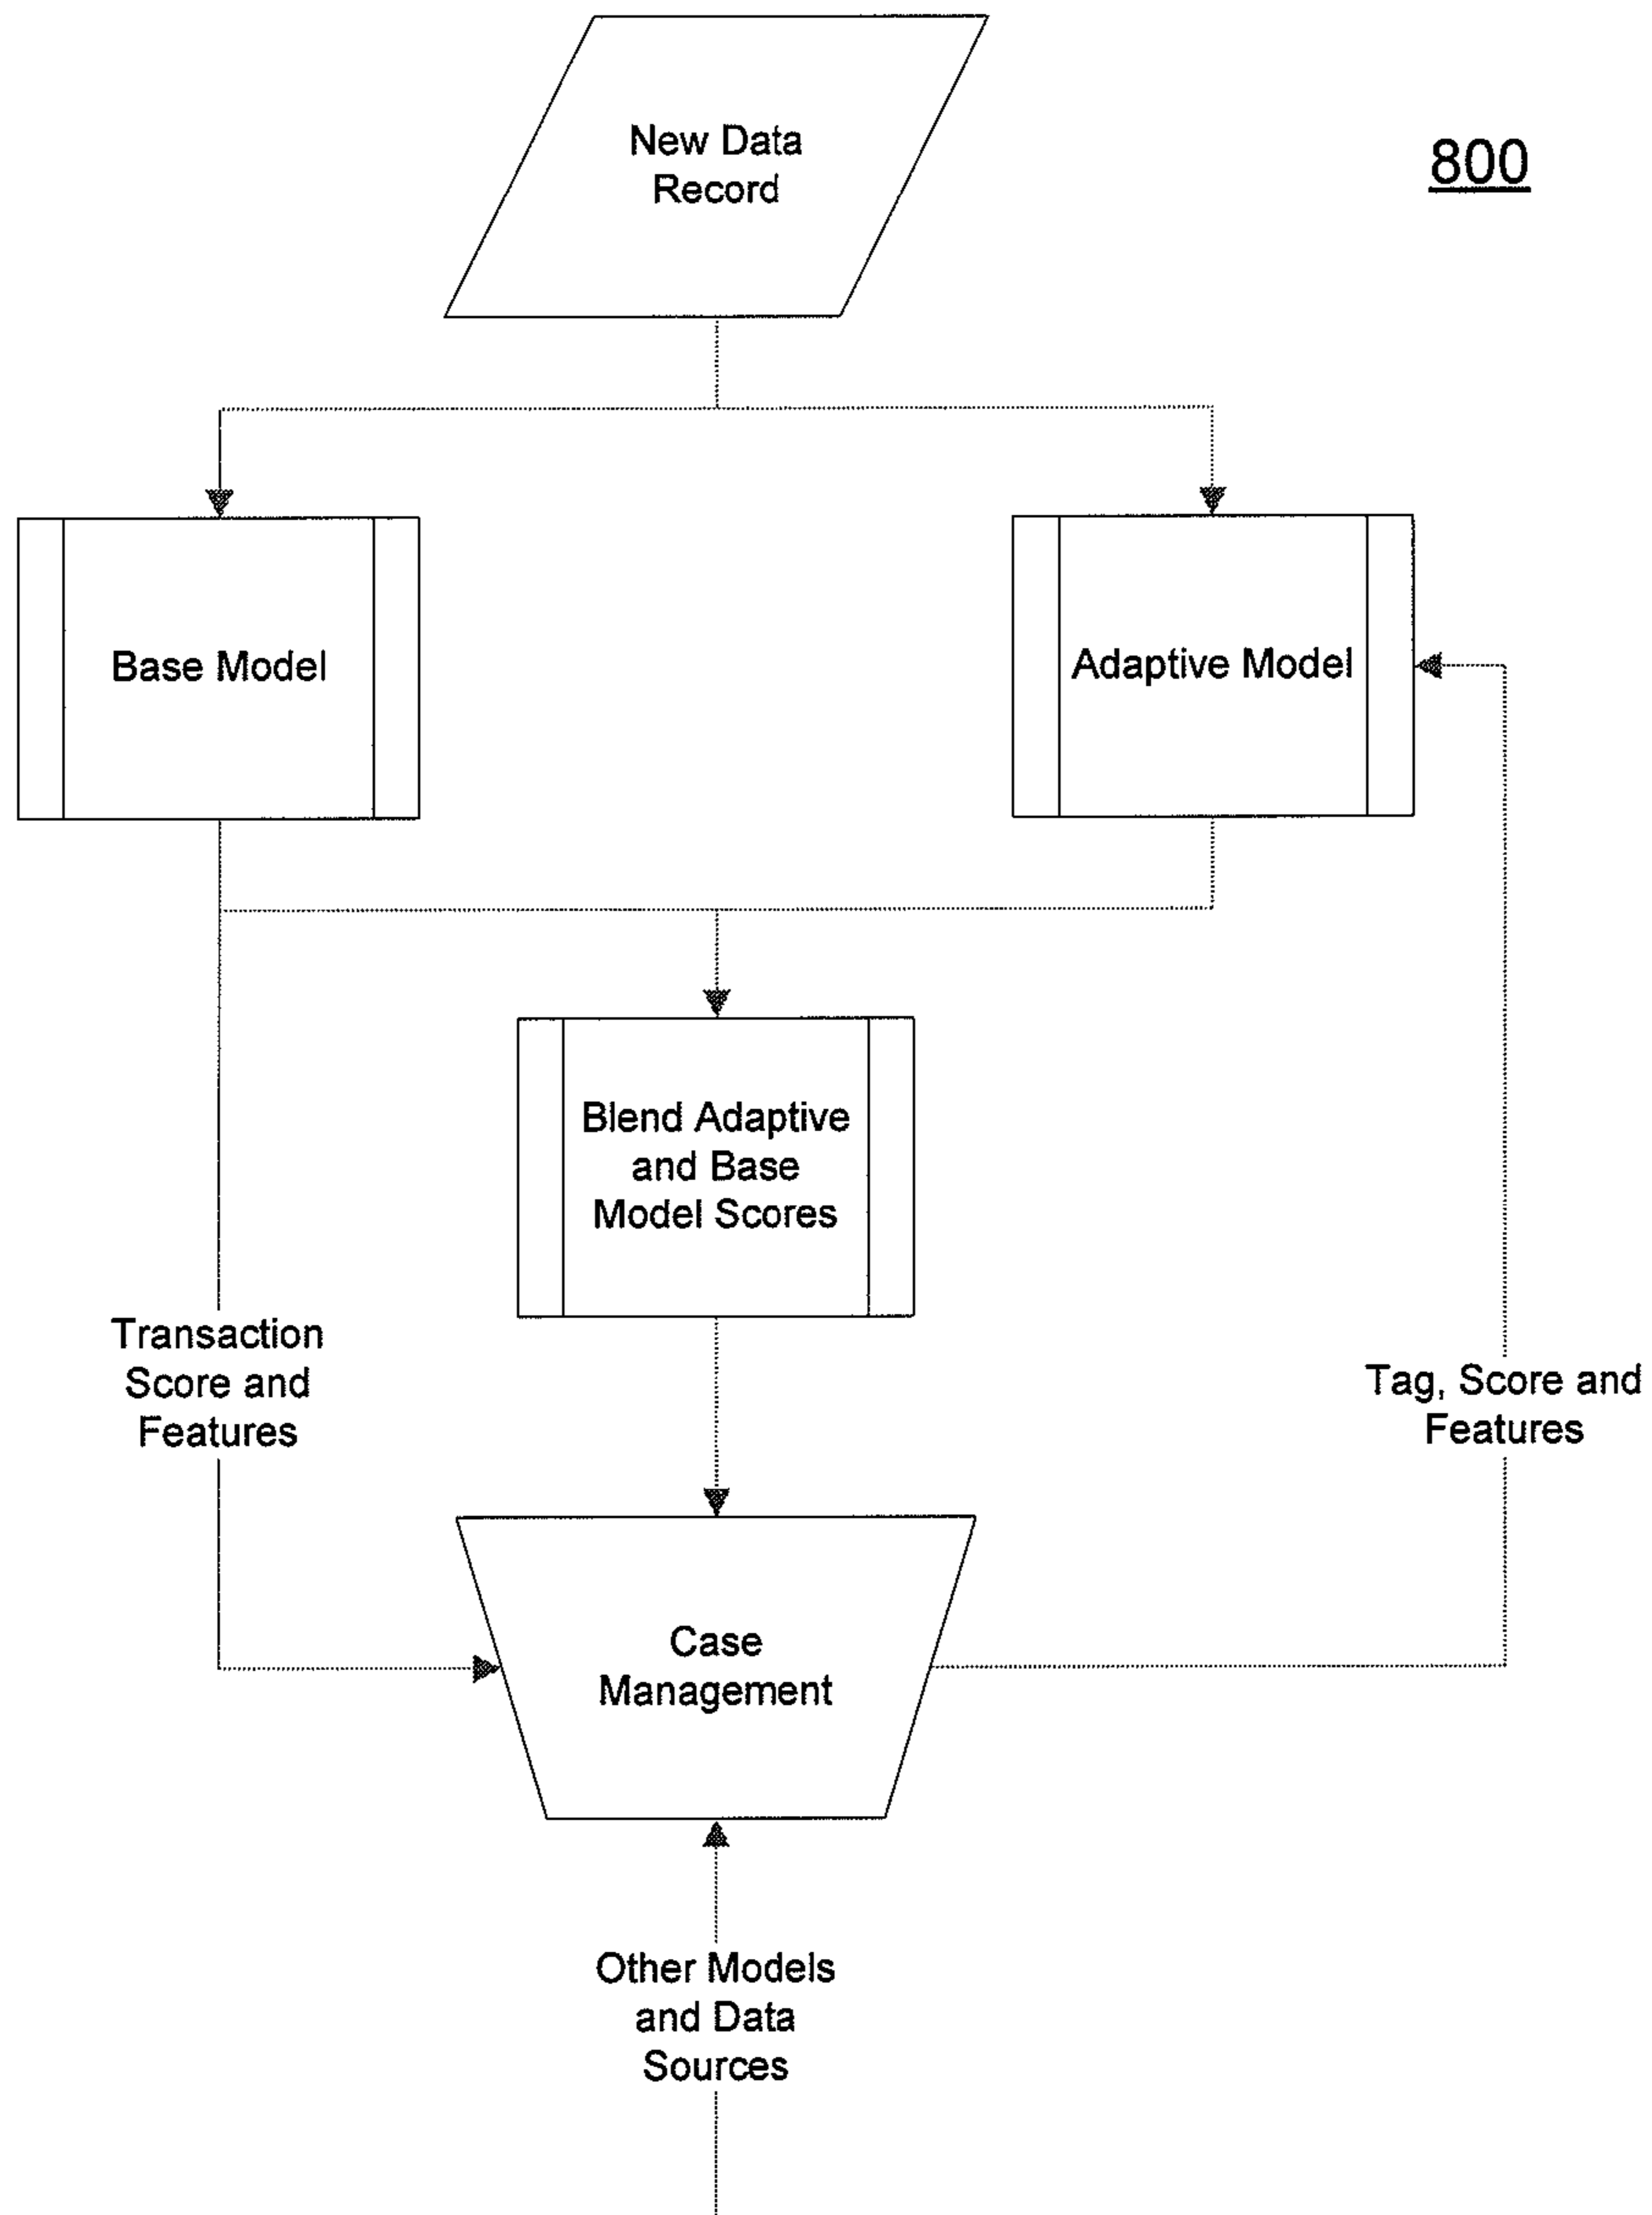 New Data
Record
800
Base Model
Adaptive Model
Blend Adaptive
and Base
Model Scores
Transaction
Score and
Features
Tag, Score and
Features
Case
Management
Other Models
and Data
Sources